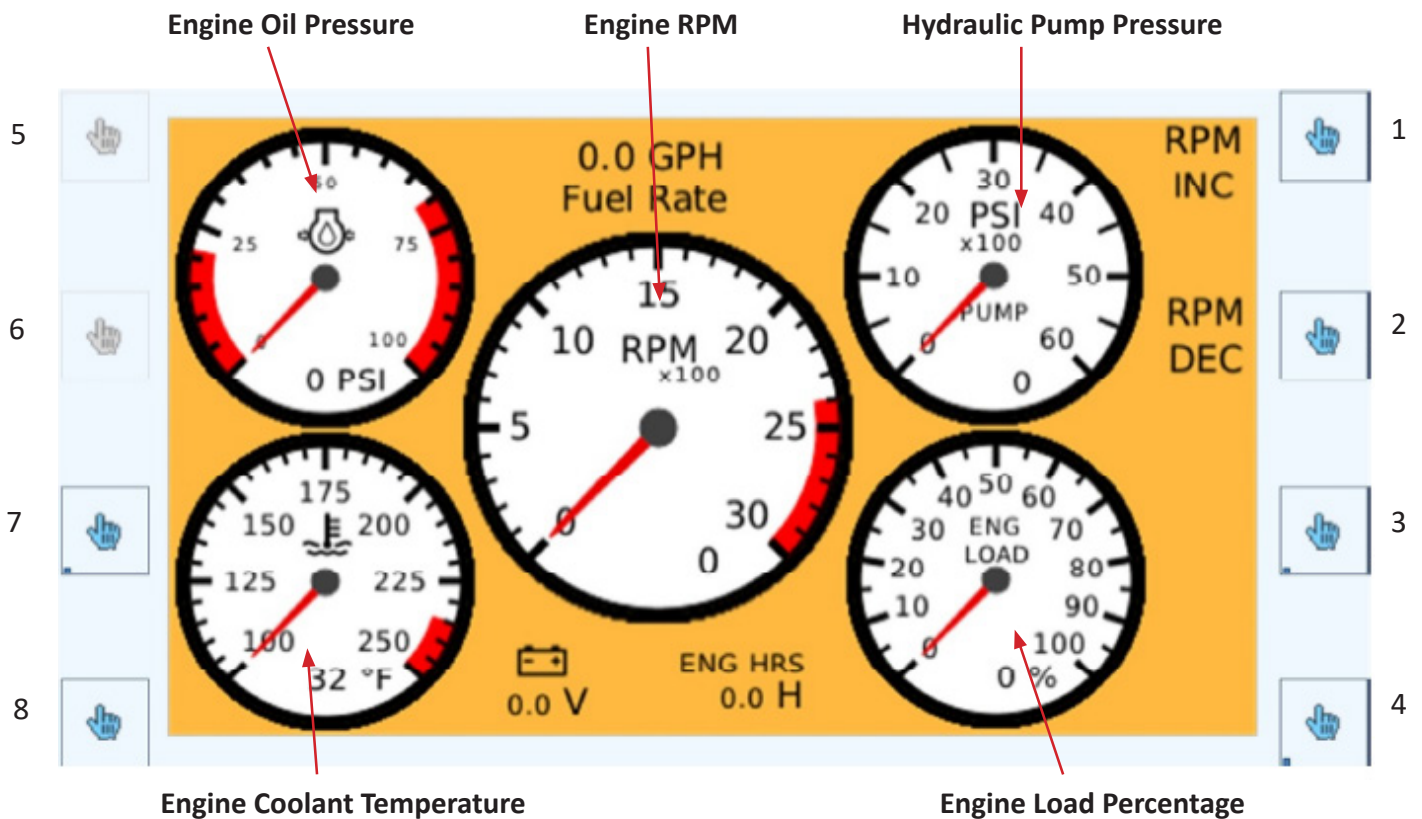 Engine Oil Pressure
Engine RPM
Hydraulic Pump Pressure
5
6
7
8
1
2
3
4
50
25
75
0
100
0 PSI
0.0 GPH
Fuel Rate
15
10
20
RPM
x100
5
25
0
30
0
30
20
PSI
40
x100
10
50
PUMP
0
60
0
RPM
INC
RPM
DEC
175
150
200
125
225
100
250
32 °F
0.0 V
ENG HRS
0.0 H
50
40
60
30
ENG
70
LOAD
20
80
10
90
0
100
0 %
Engine Coolant Temperature
Engine Load Percentage